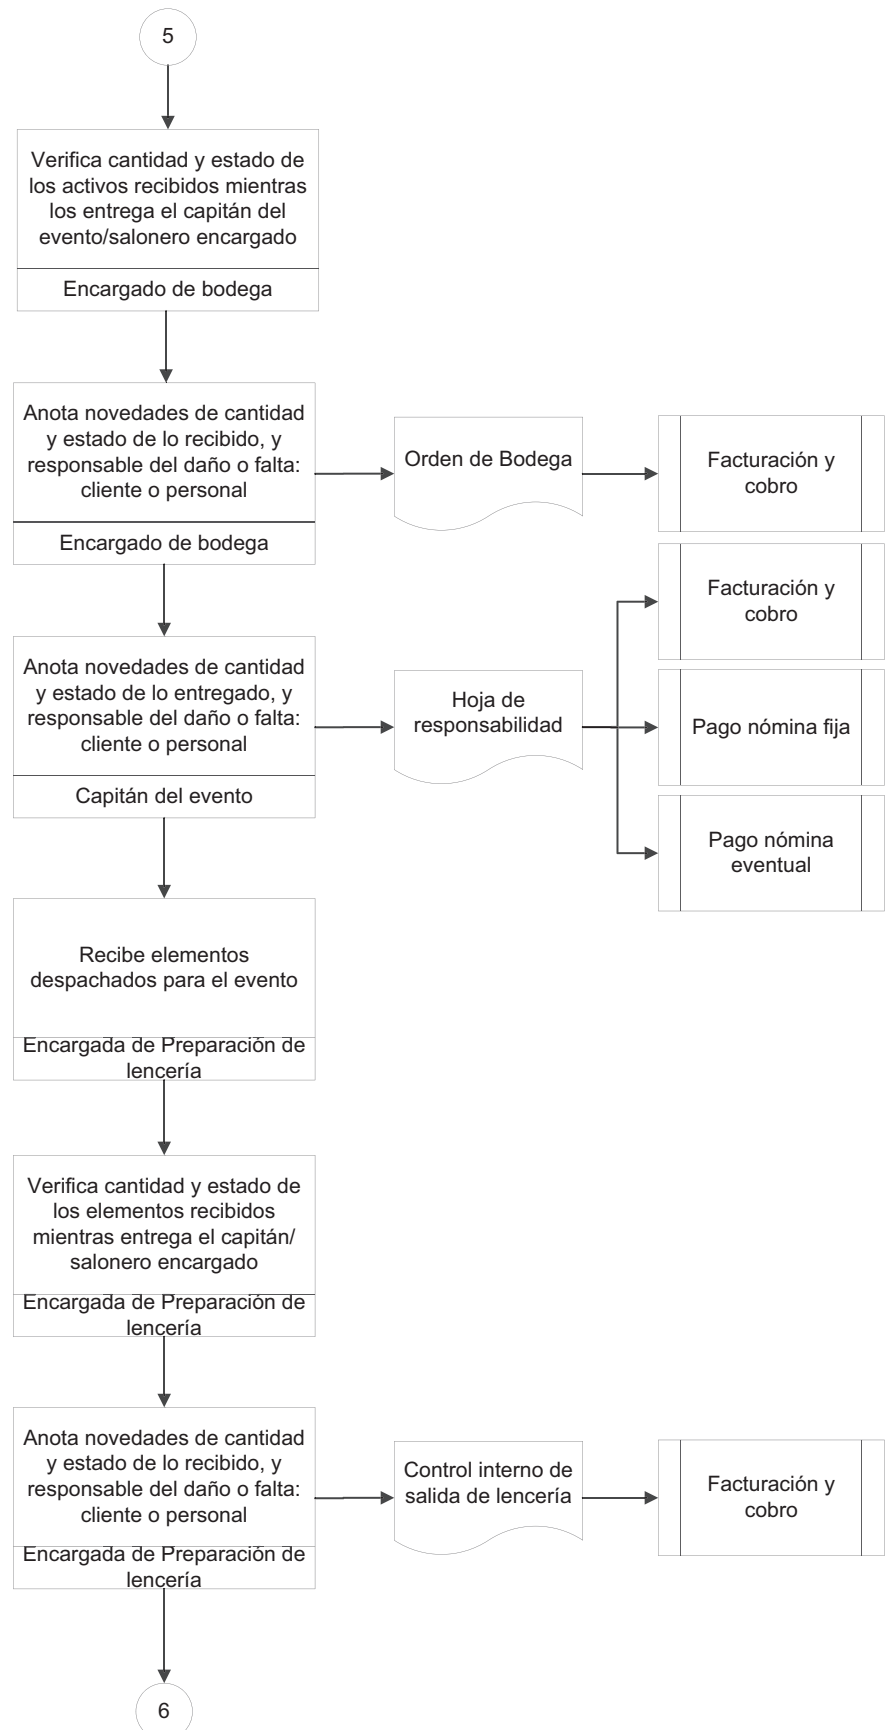 5
Verifica cantidad y estado de
los activos recibidos mientras
los entrega el capitán del
evento/salonero encargado
Encargado de bodega
Anota novedades de cantidad
y estado de lo recibido, y
responsable del daño o falta:
cliente o personal
Encargado de bodega
Orden de Bodega
Facturación y
cobro
Anota novedades de cantidad
y estado de lo entregado, y
responsable del daño o falta:
cliente o personal
Capitán del evento
Hoja de
responsabilidad
Facturación y
cobro
Pago nómina fija
Pago nómina
eventual
Recibe elementos
despachados para el evento
Encargada de Preparación de
lencería
Verifica cantidad y estado de
los elementos recibidos
mientras entrega el capitán/
salonero encargado
Encargada de Preparación de
lencería
Anota novedades de cantidad
y estado de lo recibido, y
responsable del daño o falta:
cliente o personal
Encargada de Preparación de
lencería
Control interno de
salida de lencería
Facturación y
cobro
6